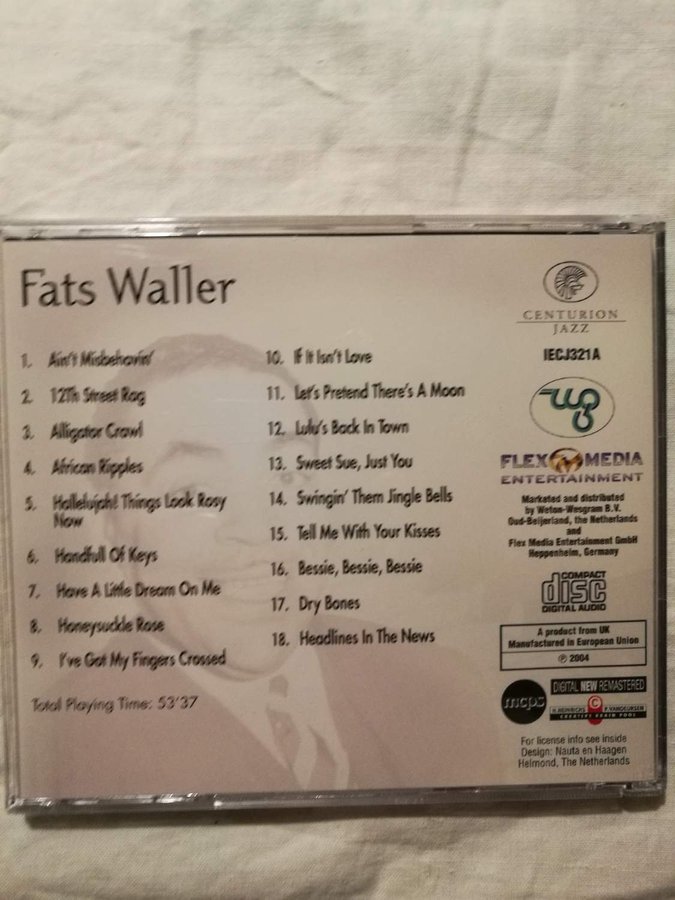 Fats Waller
1. Ain't Misbehavin'
2. 12Th Street Rag
3. Alligator Crawl
4. African Ripples
5. Hallelujah! Things Look Rosy
Now
6. Handfull Of Keys
7. Have A Little Dream On Me
8. Honeysuckle Rose
9. I've Got My Fingers Crossed
Total Playing Time: 53'37
10. If It Isn't Love
11. Let's Pretend There's A Moon
12. Lulu's Back In Town
13. Sweet Sue, Just You
14. Swingin' Them Jingle Bells
15. Tell Me With Your Kisses
16. Bessie, Bessie, Bessie
17. Dry Bones
18. Headlines In The News
CENTURION
JAZZ
IECJ321A
FLEX MEDIA
ENTERTAINMENT
Marketed and distributed
by Weton-Wesgram B.V.
Oud-Beijerland, the Netherlands
and
Flex Media Entertainment GmbH
Heppenheim, Germany
COMPACT
disc
DIGITAL AUDIO
A product from UK
Manufactured in European Union
℗ 2004
mcps
DIGITAL NEW REMASTERED
H.HEINRICHS C P.VANDEURSEN
CREATIVE BRAIN POOL
For license info see inside
Design: Nauta en Haagen
Helmond, The Netherlands